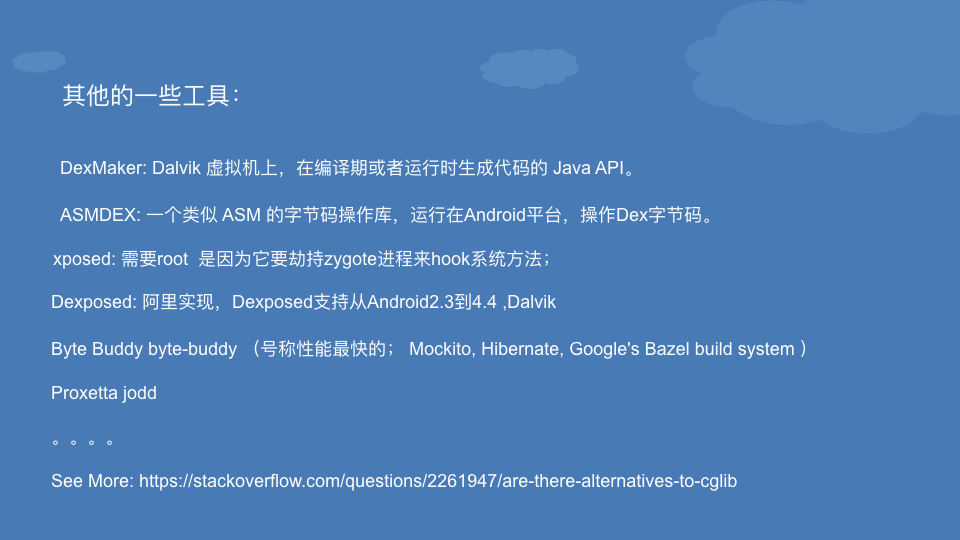 其他的一些工具：
DexMaker: Dalvik 虚拟机上，在编译期或者运行时生成代码的 Java API。
ASMDEX: 一个类似 ASM 的字节码操作库，运行在Android平台，操作Dex字节码。
xposed: 需要root  是因为它要劫持zygote进程来hook系统方法；
Dexposed: 阿里实现，Dexposed支持从Android2.3到4.4 ,Dalvik
Byte Buddy byte-buddy （号称性能最快的； Mockito, Hibernate, Google's Bazel build system ）
Proxetta jodd
。。。。
See More: https://stackoverflow.com/questions/2261947/are-there-alternatives-to-cglib